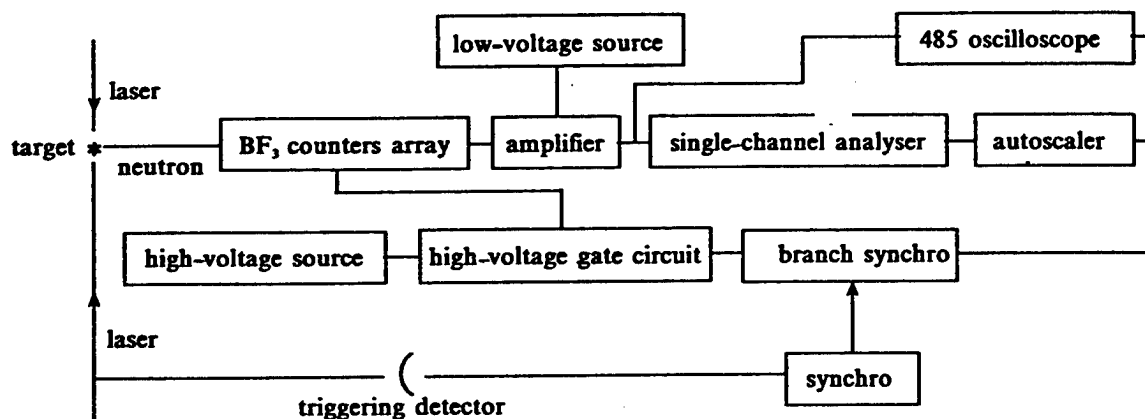 low-voltage source
485 oscilloscope
laser
target
neutron
BF₃ counters array
amplifier
single-channel analyser
autoscaler
high-voltage source
high-voltage gate circuit
branch synchro
laser
synchro
triggering detector